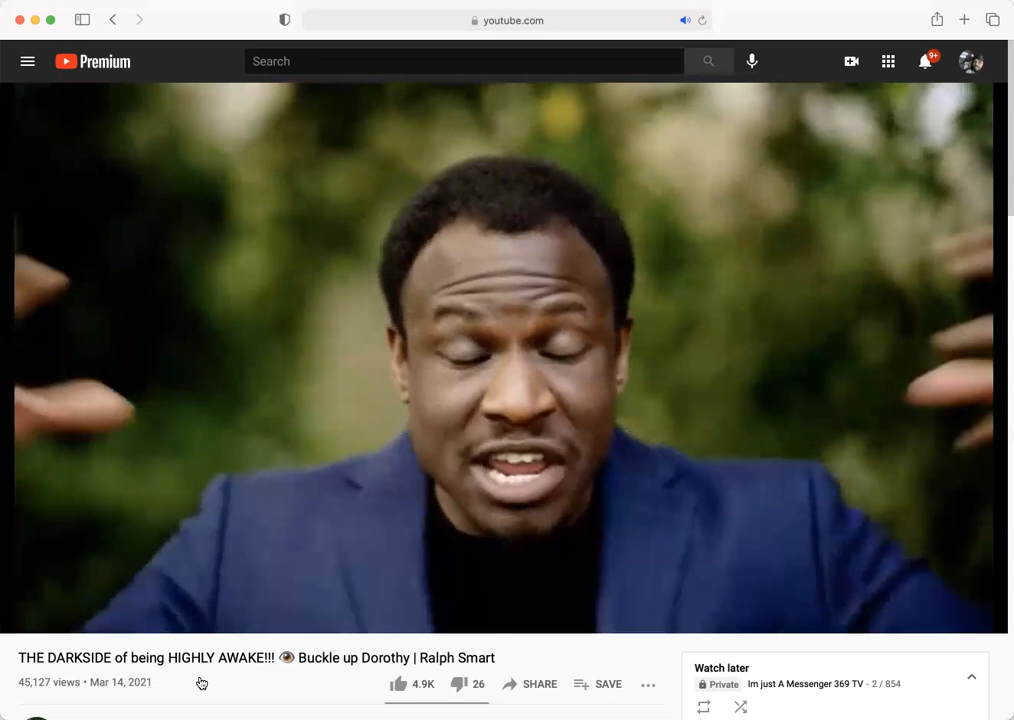 youtube.com
Premium
Search
9+
THE DARKSIDE of being HIGHLY AWAKE!!! 👁 Buckle up Dorothy | Ralph Smart
45,127 views • Mar 14, 2021
4.9K
26
SHARE
SAVE
Watch later
Private
Im just A Messenger 369 TV - 2 / 854